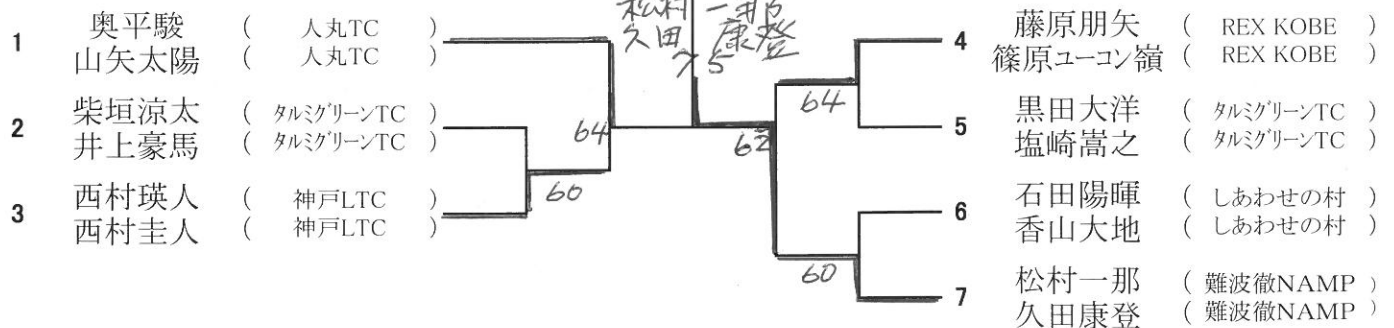 松村 一那
久田 康登
75
1 奥平駿 ( 人丸TC )
山矢太陽 ( 人丸TC )
2 柴垣涼太 ( タルミグリーンTC )
井上豪馬 ( タルミグリーンTC )
3 西村瑛人 ( 神戸LTC )
西村圭人 ( 神戸LTC )
64
60
4 藤原朋矢 ( REX KOBE )
篠原ユーコン嶺 ( REX KOBE )
5 黒田大洋 ( タルミグリーンTC )
塩崎嵩之 ( タルミグリーンTC )
6 石田陽暉 ( しあわせの村 )
香山大地 ( しあわせの村 )
7 松村一那 ( 難波徹NAMP )
久田康登 ( 難波徹NAMP )
64
62
60